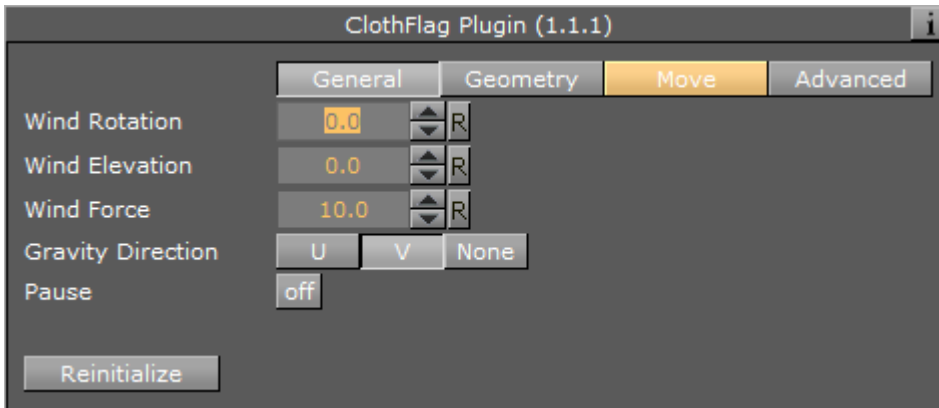 ClothFlag Plugin (1.1.1) i
General Geometry Move Advanced
Wind Rotation 0.0 R
Wind Elevation 0.0 R
Wind Force 10.0 R
Gravity Direction U V None
Pause off
Reinitialize